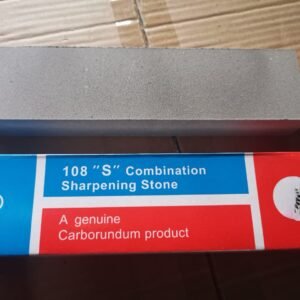 108 "S" Combination
Sharpening Stone
A genuine
Carborundum product